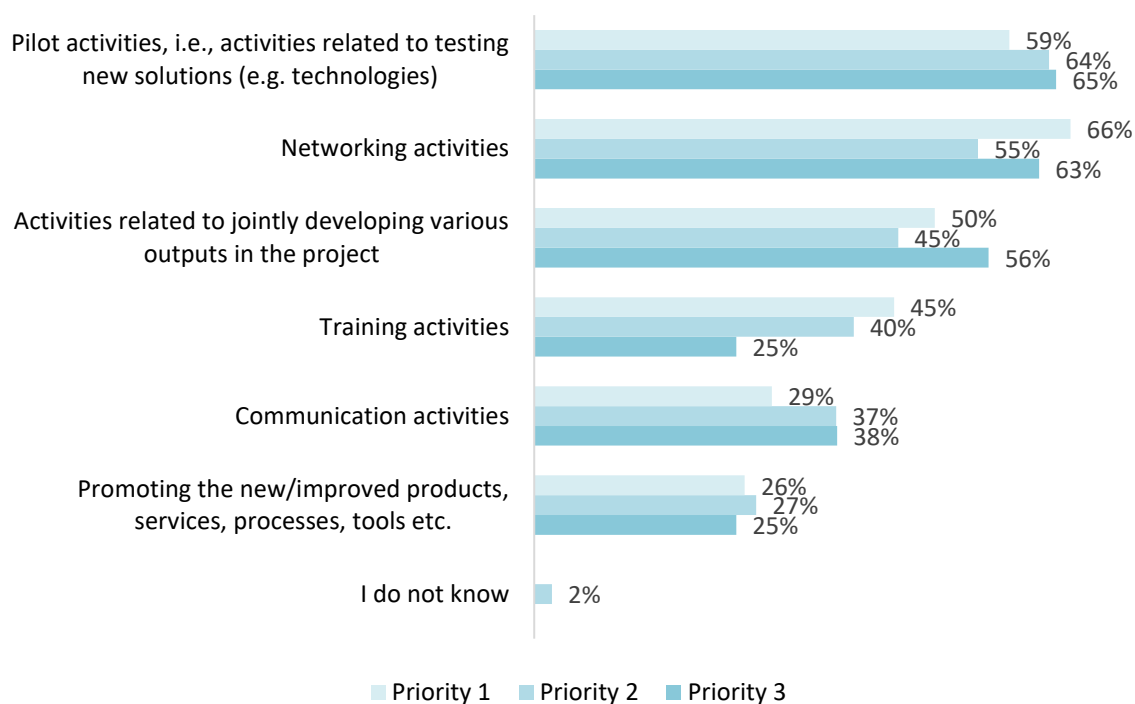 Pilot activities, i.e., activities related to testing
new solutions (e.g. technologies)
59%
64%
65%
Networking activities
66%
55%
63%
Activities related to jointly developing various
outputs in the project
50%
45%
56%
Training activities
45%
40%
25%
Communication activities
29%
37%
38%
Promoting the new/improved products,
services, processes, tools etc.
26%
27%
25%
I do not know
2%
Priority 1 Priority 2 Priority 3